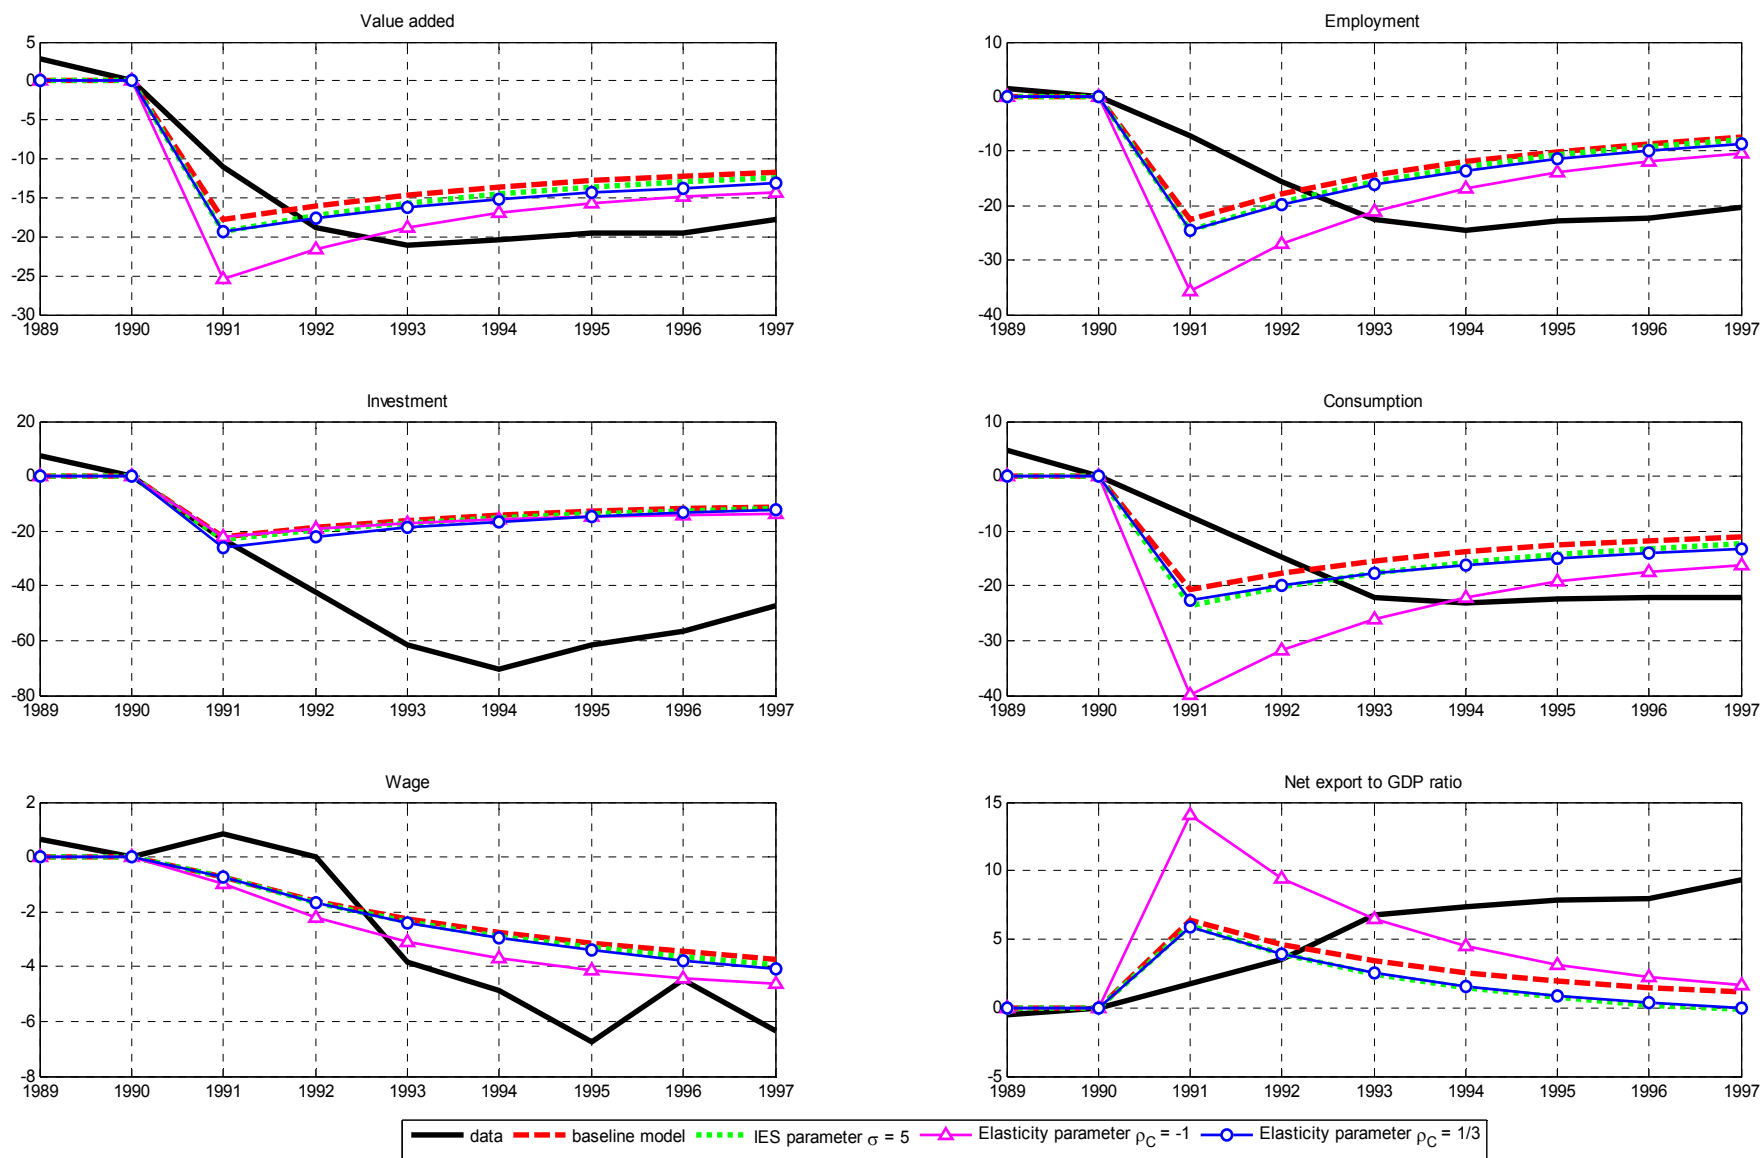 Value added
5
0
-5
-10
-15
-20
-25
-30
1989 1990 1991 1992 1993 1994 1995 1996 1997
Employment
10
0
-10
-20
-30
-40
1989 1990 1991 1992 1993 1994 1995 1996 1997
Investment
20
0
-20
-40
-60
-80
1989 1990 1991 1992 1993 1994 1995 1996 1997
Consumption
10
0
-10
-20
-30
-40
1989 1990 1991 1992 1993 1994 1995 1996 1997
Wage
2
0
-2
-4
-6
-8
1989 1990 1991 1992 1993 1994 1995 1996 1997
Net export to GDP ratio
15
10
5
0
-5
1989 1990 1991 1992 1993 1994 1995 1996 1997
data baseline model IES parameter σ = 5 Elasticity parameter ρC = -1 Elasticity parameter ρC = 1/3